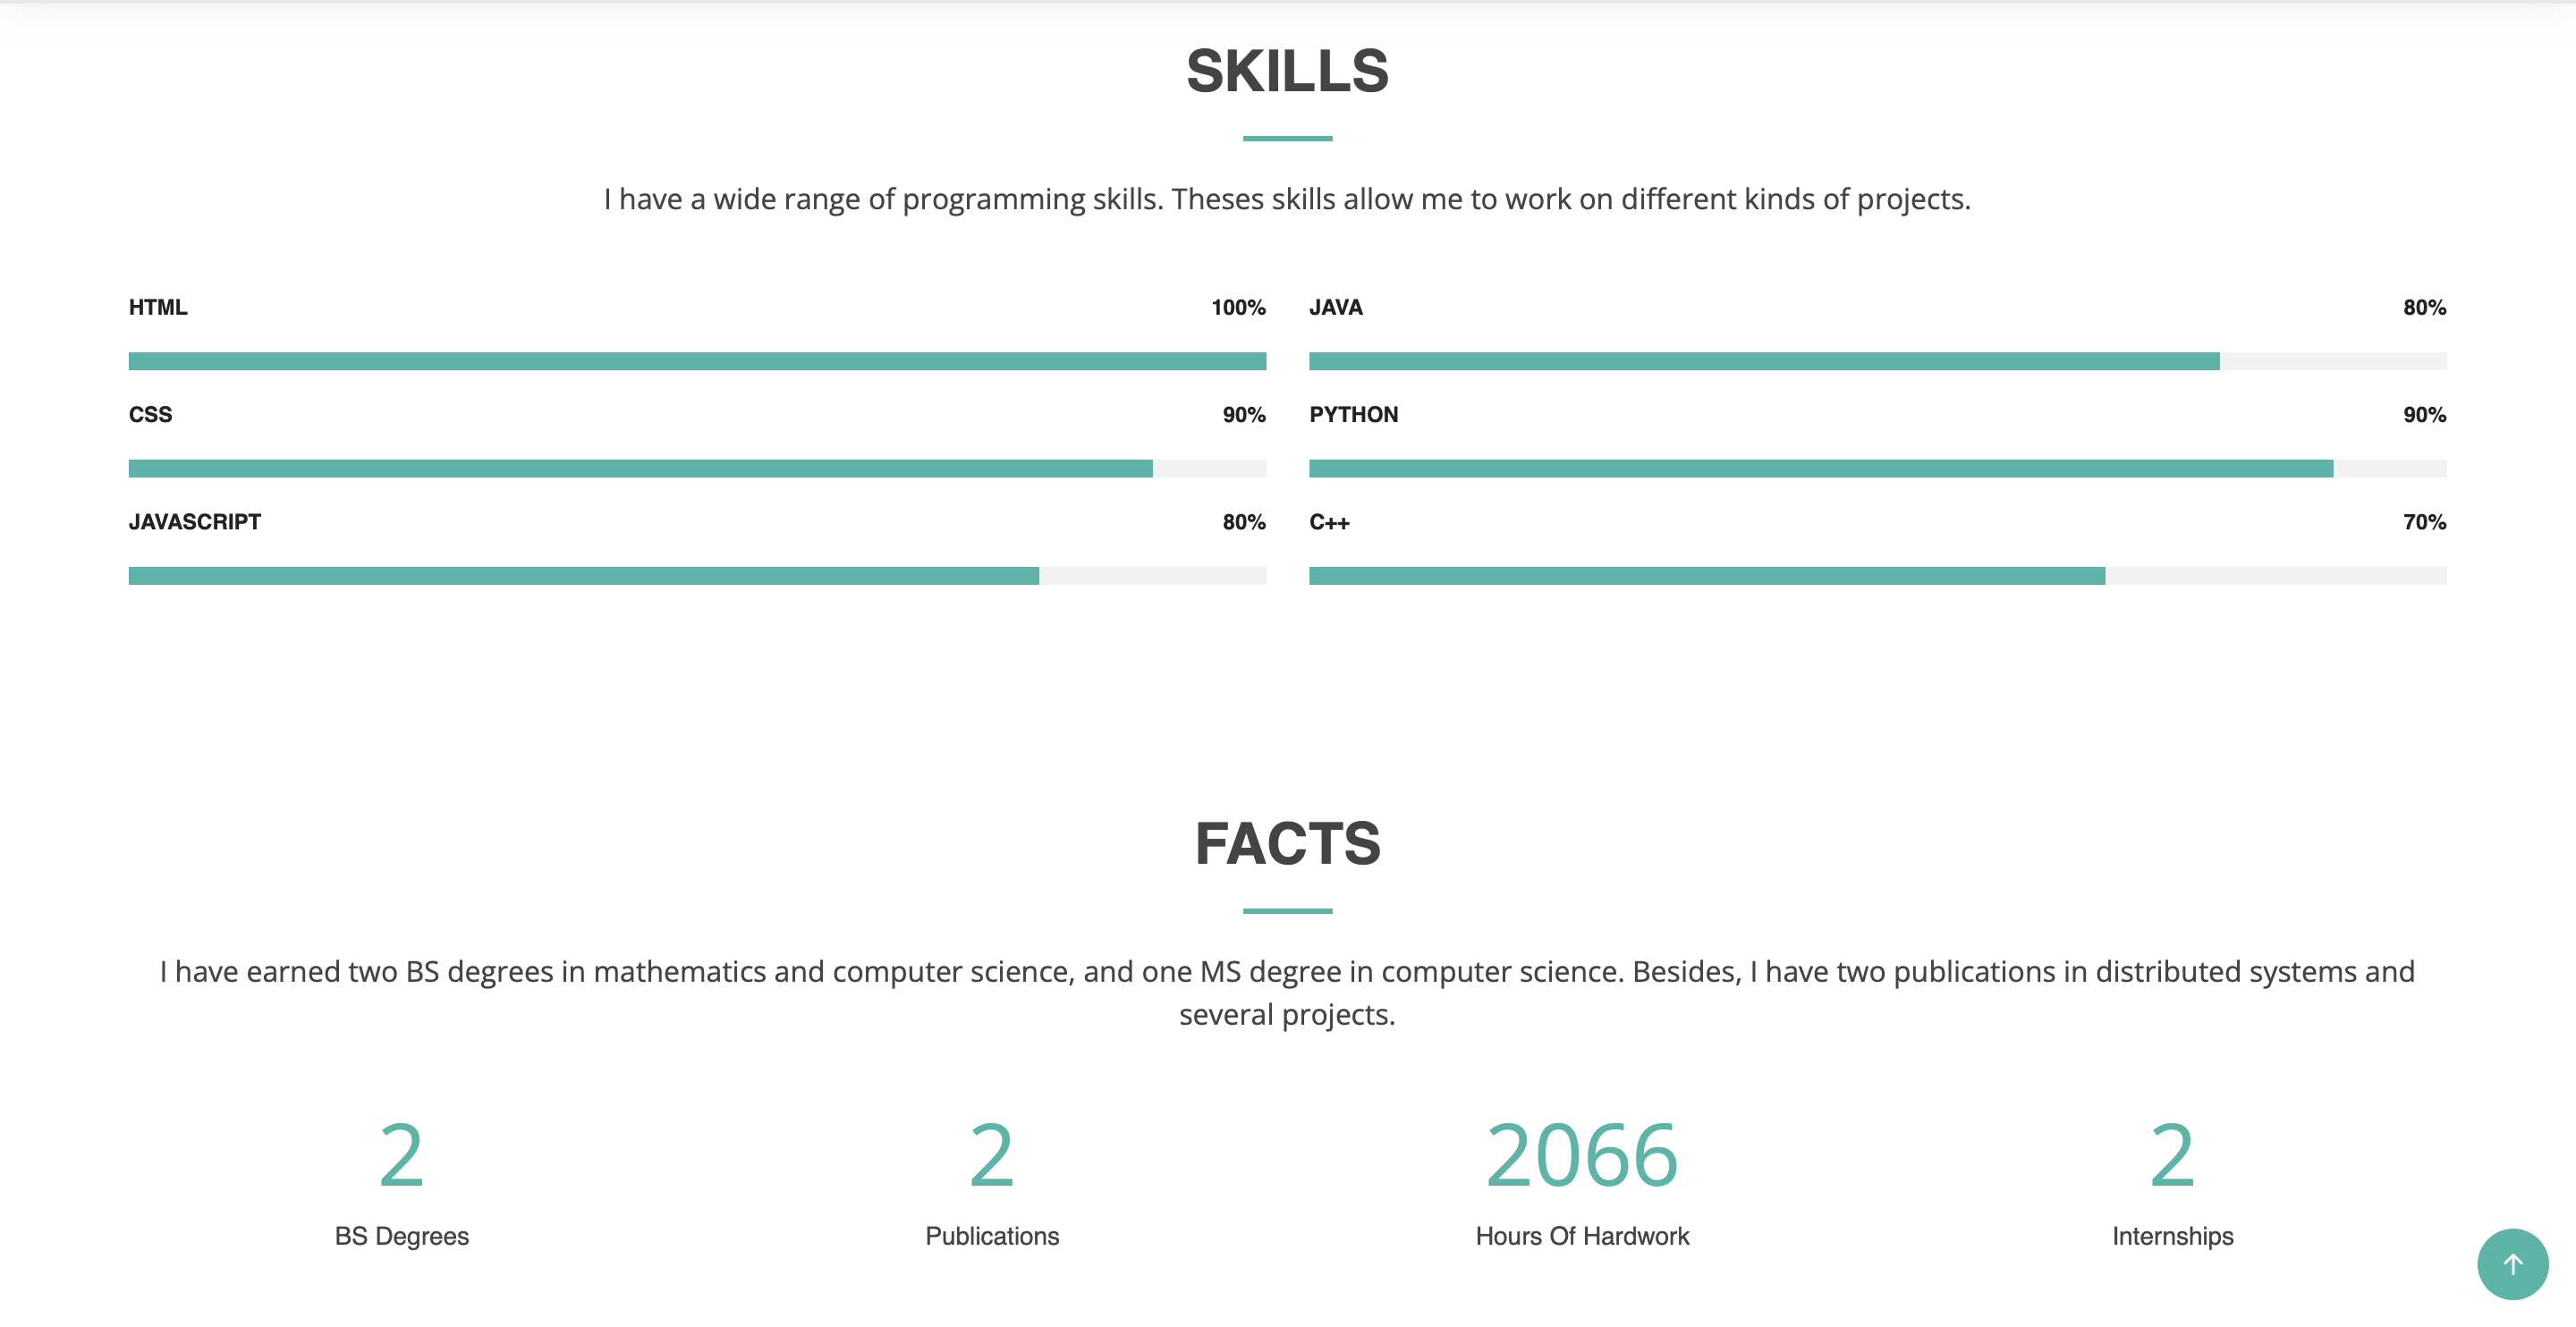 SKILLS
I have a wide range of programming skills. Theses skills allow me to work on different kinds of projects.
HTML 100%
JAVA 80%
CSS 90%
PYTHON 90%
JAVASCRIPT 80%
C++ 70%
FACTS
I have earned two BS degrees in mathematics and computer science, and one MS degree in computer science. Besides, I have two publications in distributed systems and
several projects.
2
BS Degrees
2
Publications
2066
Hours Of Hardwork
2
Internships